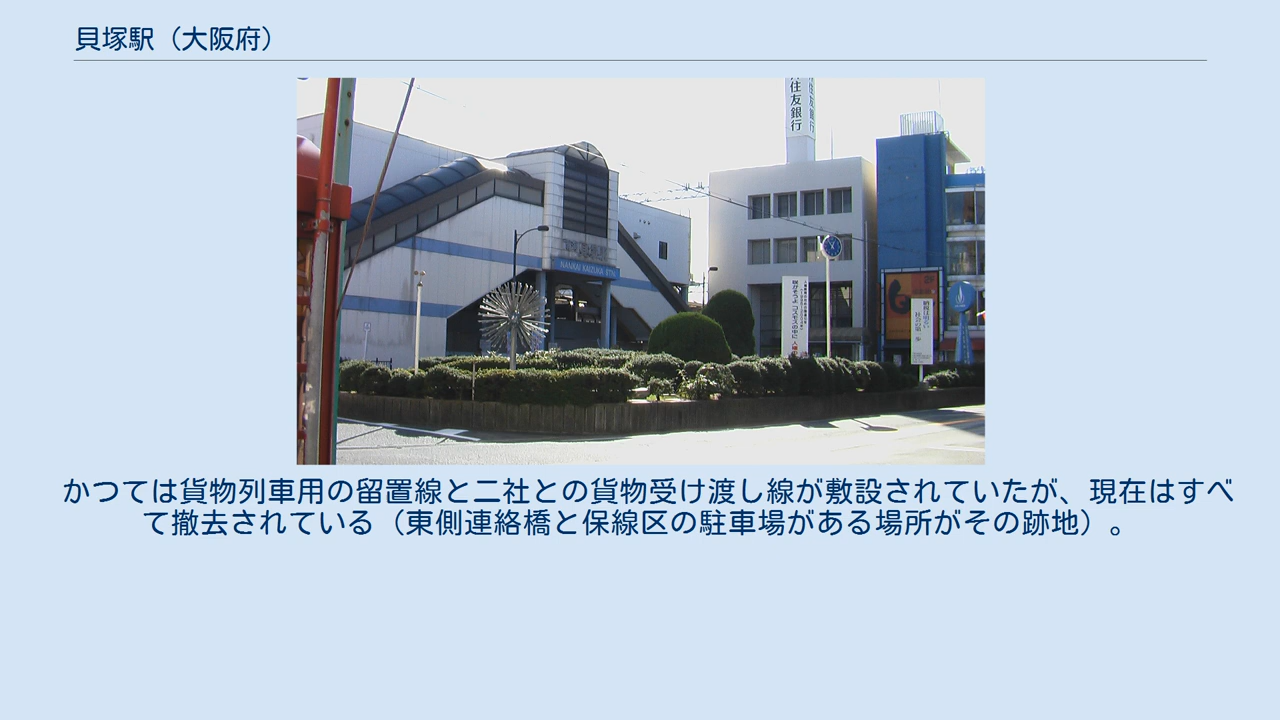 貝塚駅（大阪府）
住友銀行
NANKAI KAIZUKA STN.
かつては貨物列車用の留置線と二社との貨物受け渡し線が敷設されていたが、現在はすべ
て撤去されている（東側連絡橋と保線区の駐車場がある場所がその跡地）。